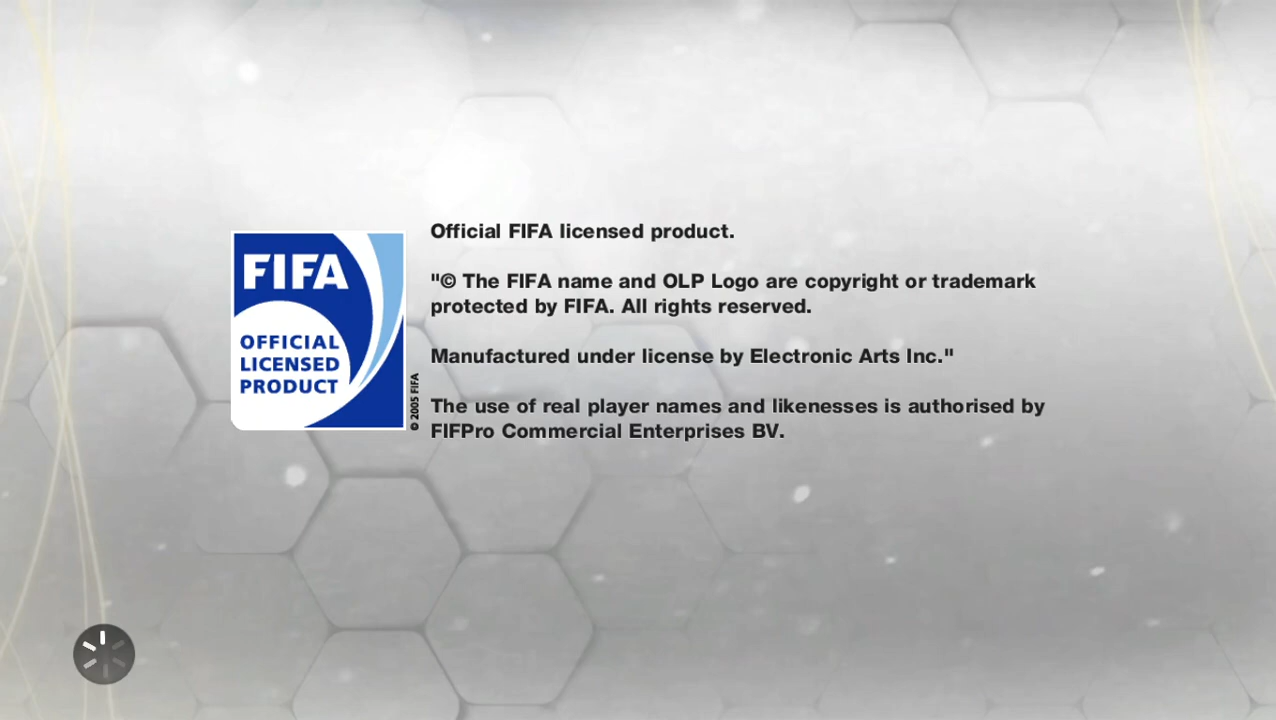 FIFA
OFFICIAL
LICENSED
PRODUCT
© 2005 FIFA
Official FIFA licensed product.
"© The FIFA name and OLP Logo are copyright or trademark
protected by FIFA. All rights reserved.
Manufactured under license by Electronic Arts Inc."
The use of real player names and likenesses is authorised by
FIFPro Commercial Enterprises BV.